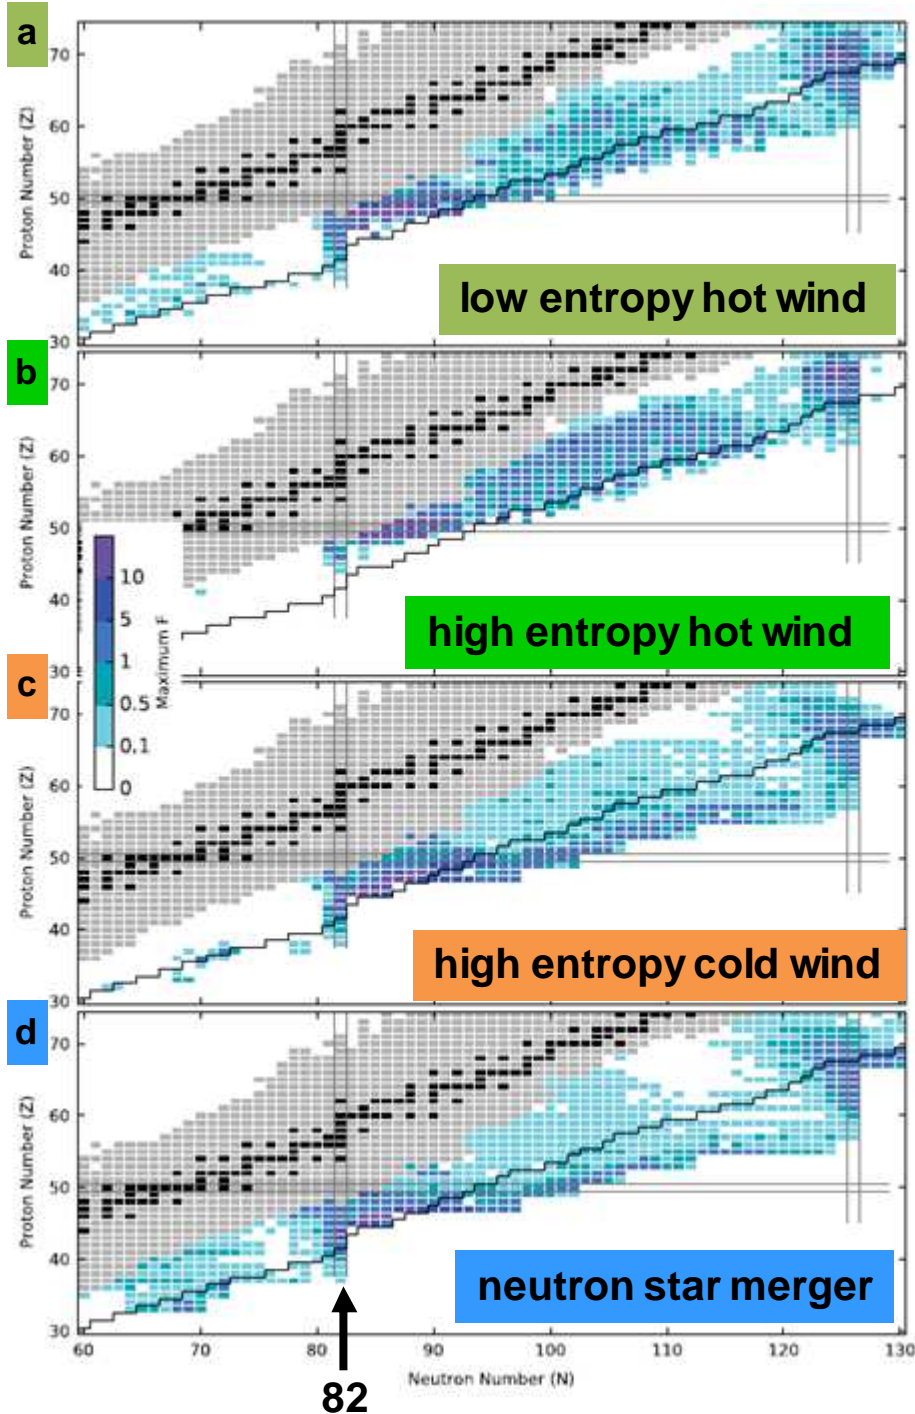 a
70
60
50
40
30
Proton Number (Z)
low entropy hot wind
b
70
60
50
40
30
Proton Number (Z)
10
5
1
0.5
0.1
0
Maximum F
high entropy hot wind
c
70
60
50
40
30
Proton Number (Z)
high entropy cold wind
d
70
60
50
40
30
Proton Number (Z)
neutron star merger
60
70
80
90
100
110
120
130
Neutron Number (N)
82